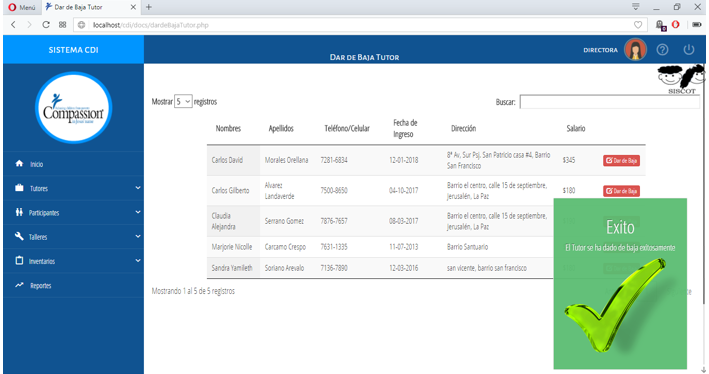 Menú
Dar de Baja Tutor
localhost/cdi/docs/dardeBajaTutor.php
SISTEMA CDI
DAR DE BAJA TUTOR
DIRECTORA
SISCOT
Compassion
Inicio
Tutores
Participantes
Talleres
Inventarios
Reportes
Mostrar 5 registros
Buscar:
Nombres Apellidos Teléfono/Celular Fecha de Ingreso Dirección Salario
Carlos David Morales Orellana 7281-6834 12-01-2018 8ª Av, Sur Psj, San Patricio casa #4, Barrio San Francisco $345 Dar de Baja
Carlos Gilberto Alvarez Landaverde 7500-8650 04-10-2017 Barrio el centro, calle 15 de septiembre, Jerusalén, La Paz $180 Dar de Baja
Claudia Alejandra Serrano Gomez 7876-7657 08-03-2017 Barrio el centro, calle 15 de septiembre, Jerusalén, La Paz
Marjorie Nicolle Carcamo Crespo 7631-1335 11-07-2013 Barrio Santuario
Sandra Yamileth Soriano Arevalo 7136-7890 12-03-2016 san vicente, barrio san francisco
Mostrando 1 al 5 de 5 registros
Exito
El Tutor se ha dado de baja exitosamente